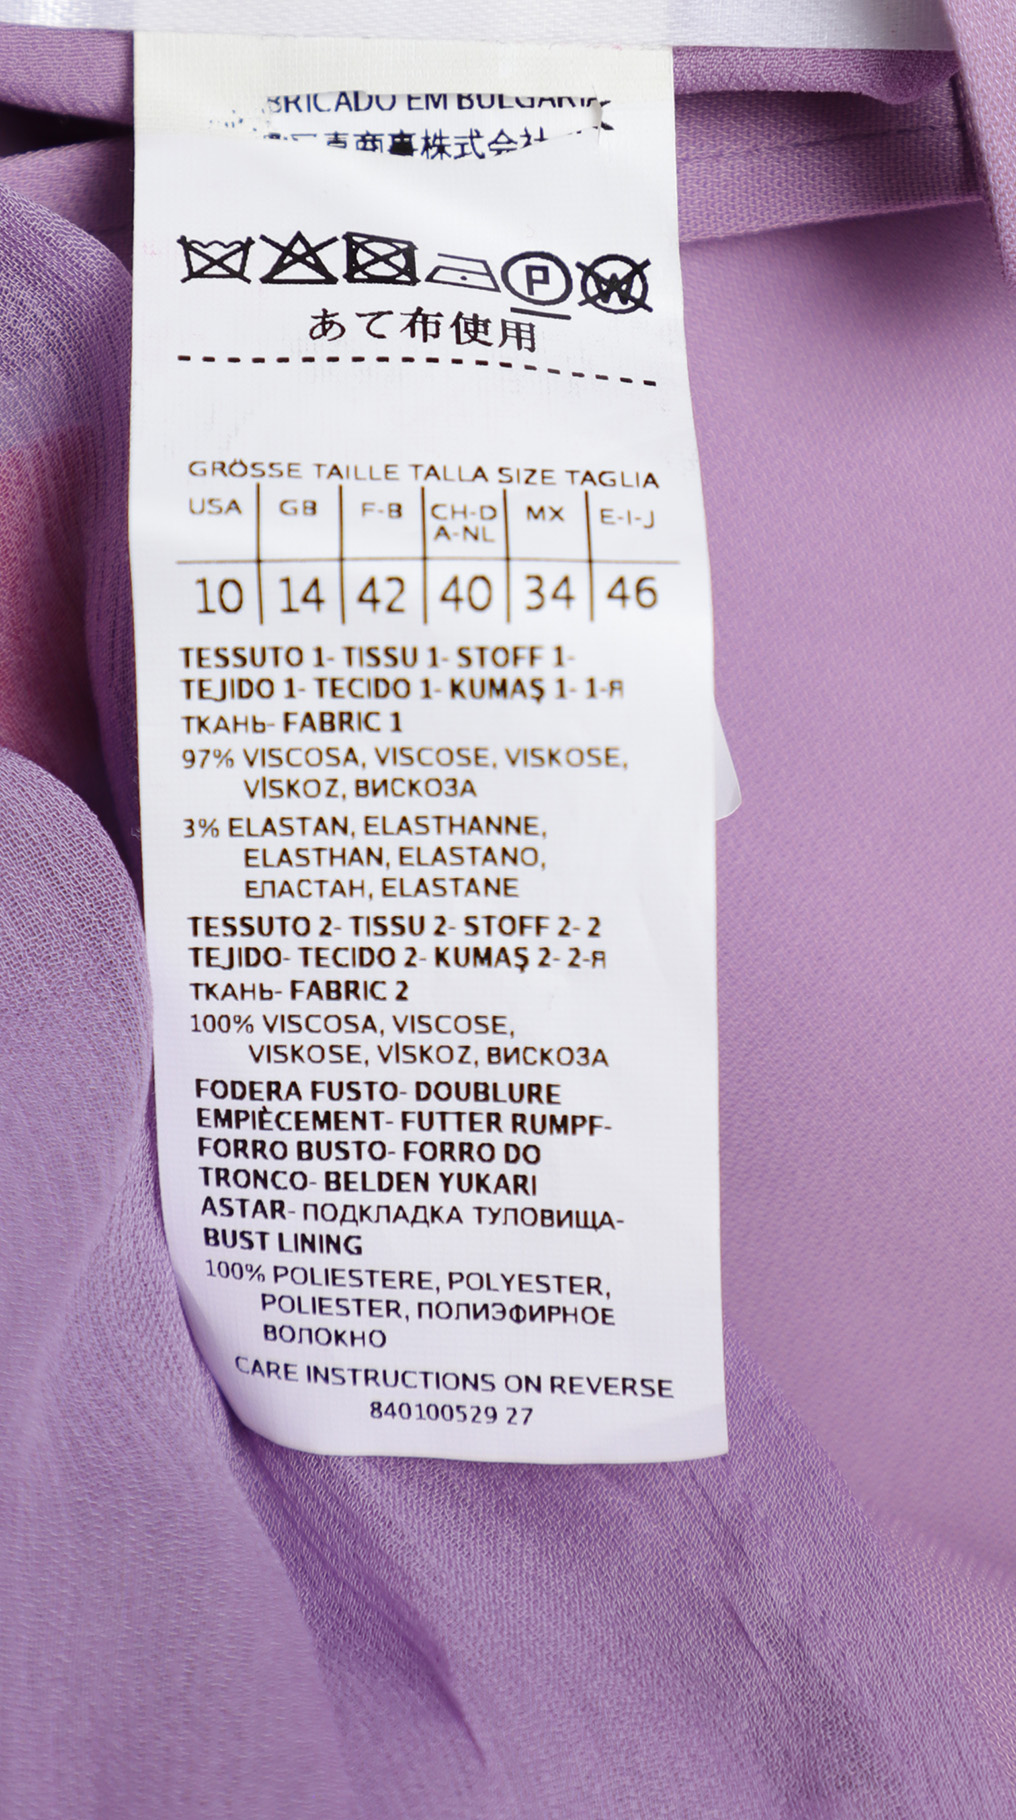 BRICADO EM BULGARIA
商事株式会社
P
W
あて布使用
GRÖSSE TAILLE TALLA SIZE TAGLIA
USA GB F-B CH-D A-NL MX E-I-J
10 14 42 40 34 46
TESSUTO 1- TISSU 1- STOFF 1-
TEJIDO 1- TECIDO 1- KUMAŞ 1- 1-Я
ТКАНЬ- FABRIC 1
97% VISCOSA, VISCOSE, VISKOSE,
VİSKOZ, ВИСКОЗА
3% ELASTAN, ELASTHANNE,
ELASTHAN, ELASTANO,
ЕЛАСТАН, ELASTANE
TESSUTO 2- TISSU 2- STOFF 2- 2
TEJIDO- TECIDO 2- KUMAŞ 2- 2-Я
ТКАНЬ- FABRIC 2
100% VISCOSA, VISCOSE,
VISKOSE, VİSKOZ, ВИСКОЗА
FODERA FUSTO- DOUBLURE
EMPIÈCEMENT- FUTTER RUMPF-
FORRO BUSTO- FORRO DO
TRONCO- BELDEN YUKARI
ASTAR- ПОДКЛАДКА ТУЛОВИЩА-
BUST LINING
100% POLIESTERE, POLYESTER,
POLIESTER, ПОЛИЭФИРНОЕ
ВОЛОКНО
CARE INSTRUCTIONS ON REVERSE
840100529 27